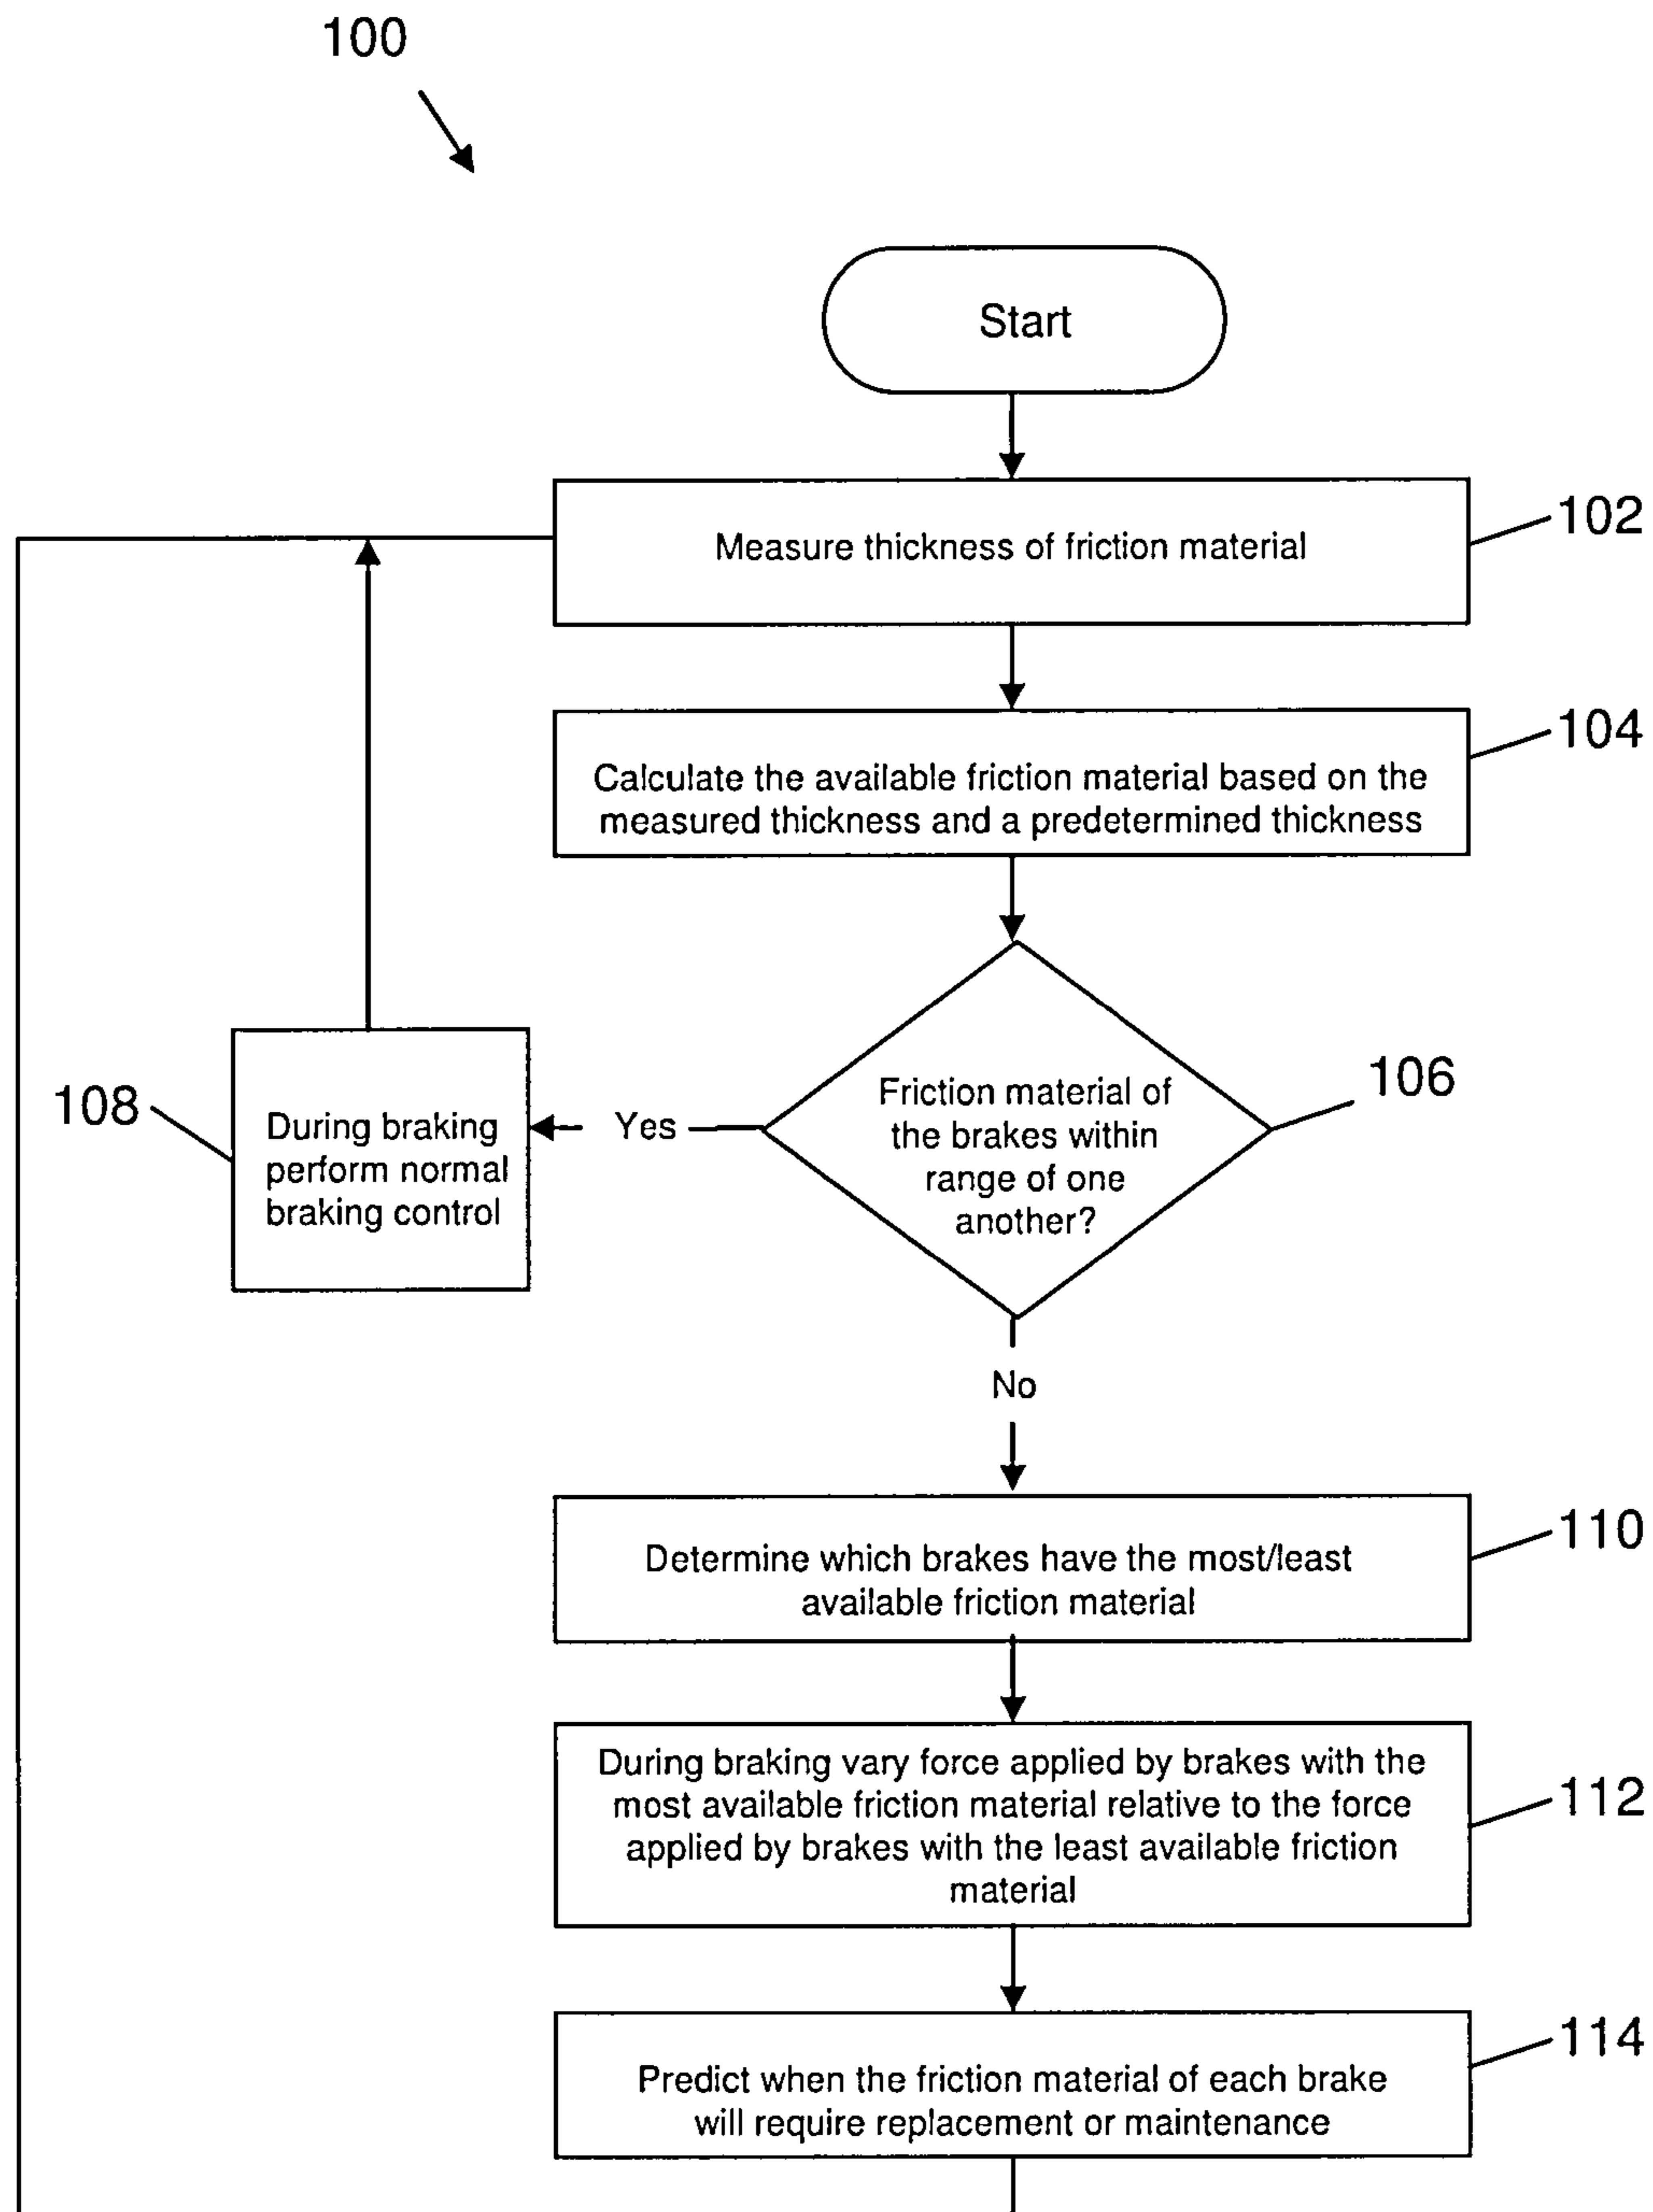 100
Start
102
Measure thickness of friction material
104
Calculate the available friction material based on the
measured thickness and a predetermined thickness
106
Friction material of
the brakes within
range of one
another?
Yes
108
During braking
perform normal
braking control
No
110
Determine which brakes have the most/least
available friction material
112
During braking vary force applied by brakes with the
most available friction material relative to the force
applied by brakes with the least available friction
material
114
Predict when the friction material of each brake
will require replacement or maintenance